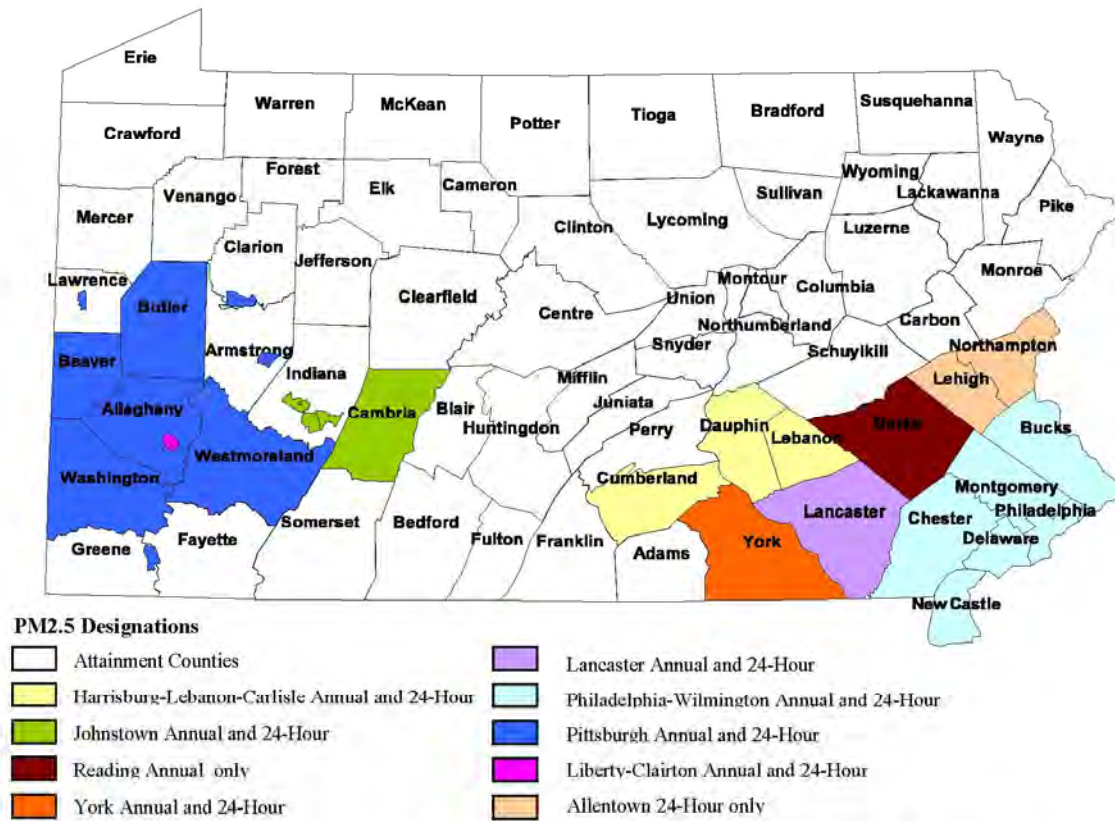 Erie
Warren
McKean
Potter
Tioga
Bradford
Susquehanna
Crawford
Wayne
Forest
Venango
Elk
Cameron
Wyoming
Sullivan
Lackawanna
Mercer
Lycoming
Pike
Clinton
Clarion
Luzerne
Jefferson
Lawrence
Monroe
Montour
Columbia
Clearfield
Union
Butler
Centre
Carbon
Northumberland
Snyder
Northampton
Armstrong
Schuylkill
Beaver
Indiana
Mifflin
Lehigh
Juniata
Allegheny
Cambria
Blair
Huntingdon
Dauphin
Berks
Bucks
Perry
Lebanon
Westmoreland
Washington
Cumberland
Montgomery
Philadelphia
Lancaster
Chester
Somerset
Bedford
Delaware
Greene
Fayette
Fulton
Franklin
Adams
York
New Castle
PM2.5 Designations
Attainment Counties
Harrisburg-Lebanon-Carlisle Annual and 24-Hour
Johnstown Annual and 24-Hour
Reading Annual only
York Annual and 24-Hour
Lancaster Annual and 24-Hour
Philadelphia-Wilmington Annual and 24-Hour
Pittsburgh Annual and 24-Hour
Liberty-Clairton Annual and 24-Hour
Allentown 24-Hour only